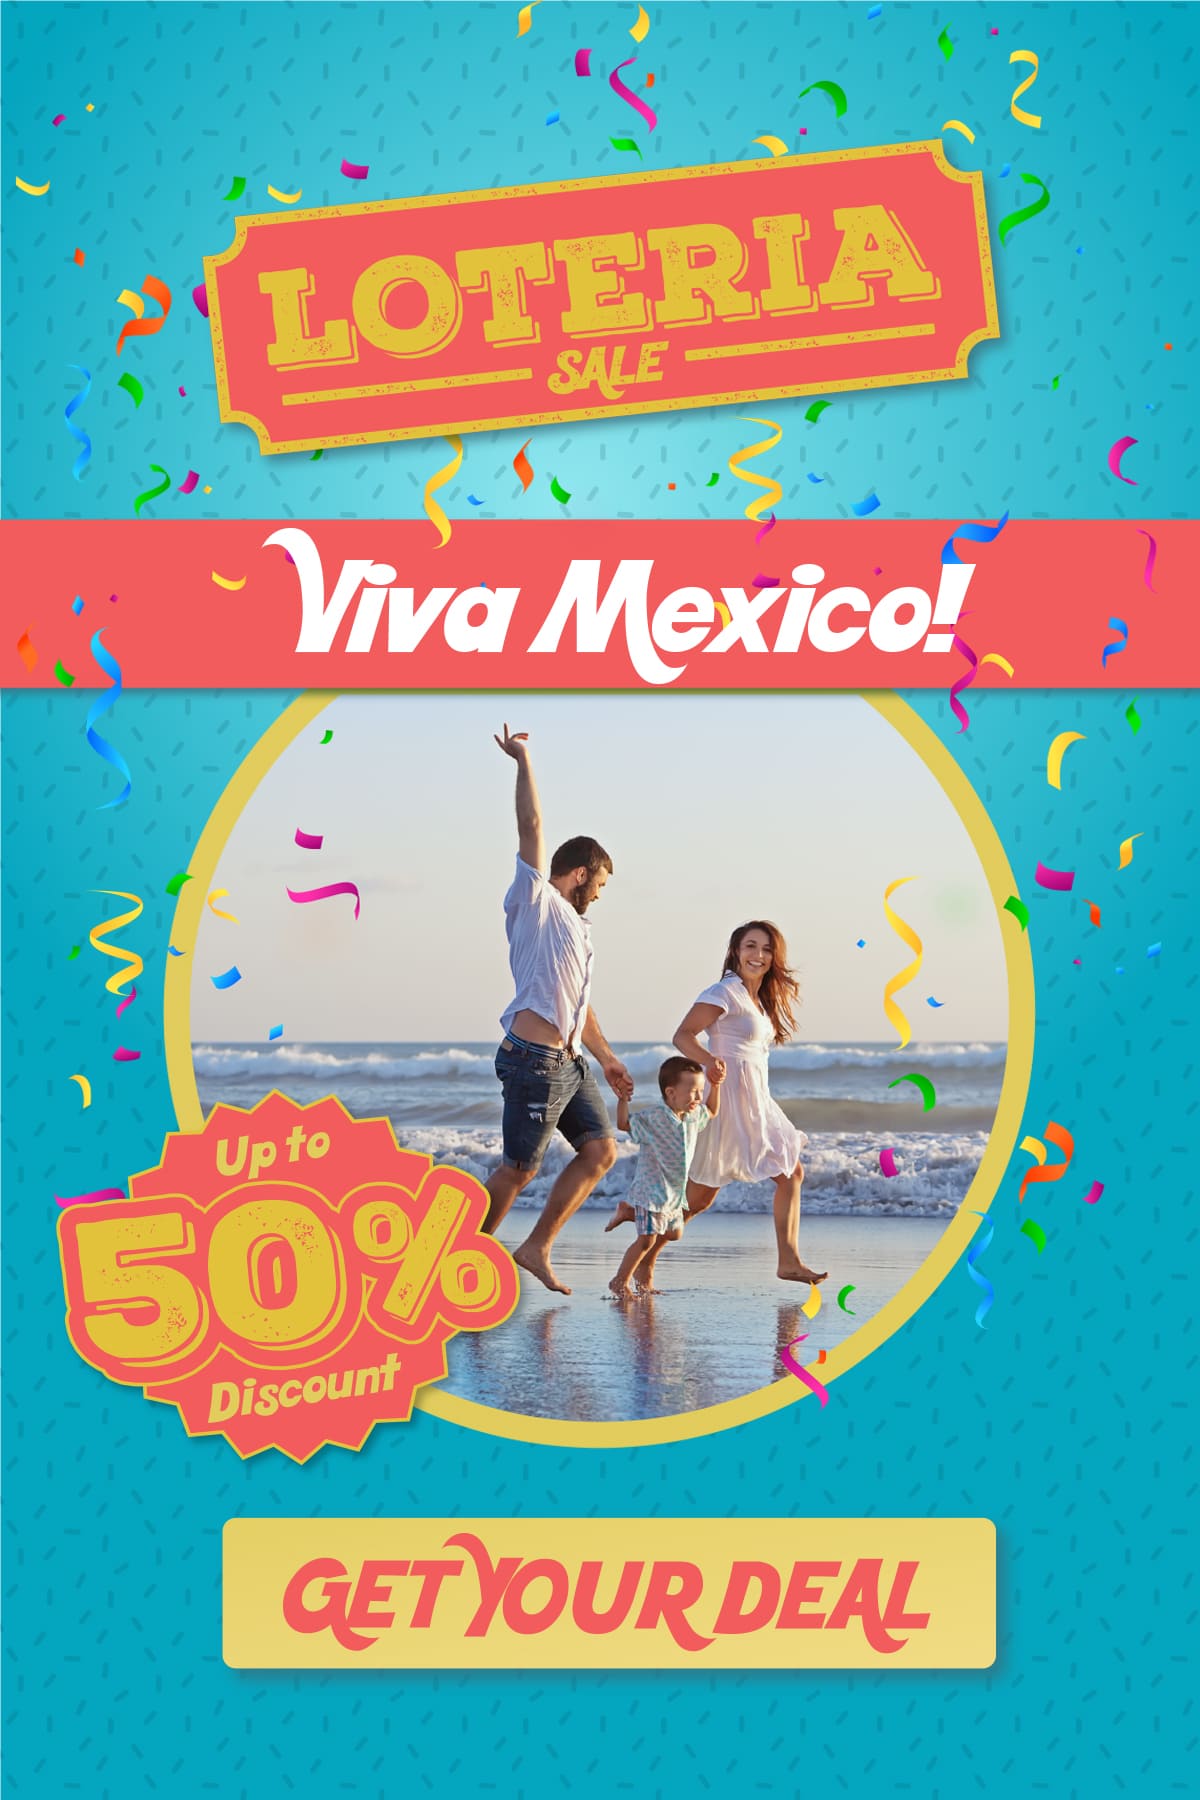 LOTERIA
SALE
Viva Mexico!
Up to
50%
Discount
GET YOUR DEAL